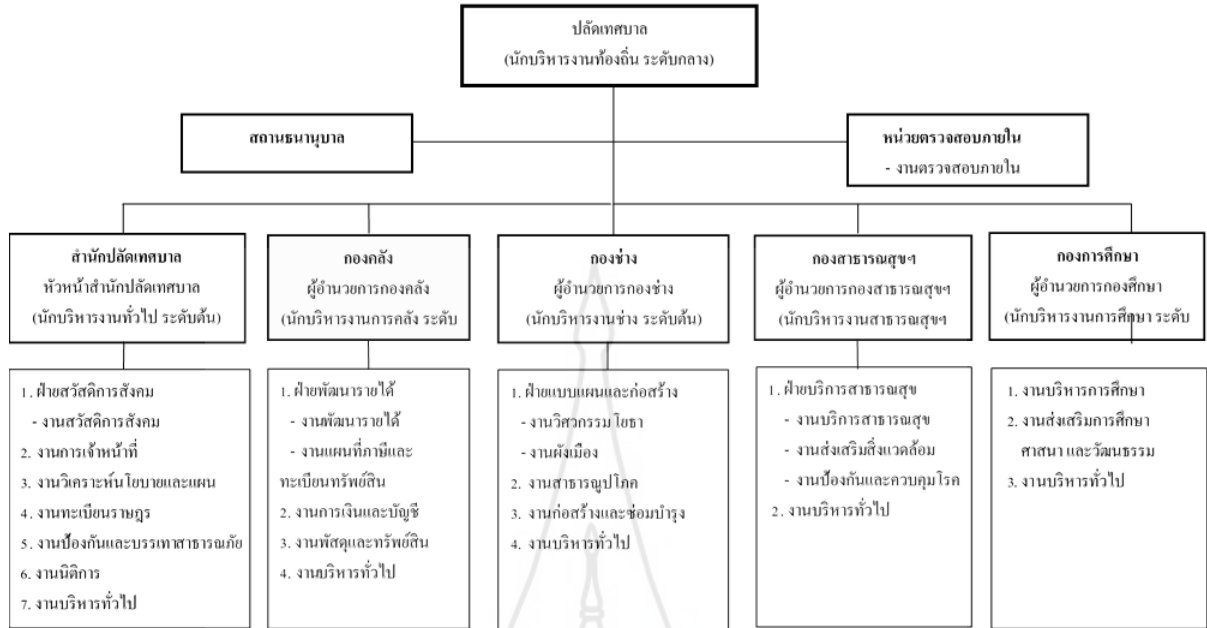 ปลัดเทศบาล
(นักบริหารงานท้องถิ่น ระดับกลาง)
สถานธนานุบาล
หน่วยตรวจสอบภายใน
- งานตรวจสอบภายใน
สำนักปลัดเทศบาล
หัวหน้าสำนักปลัดเทศบาล
(นักบริหารงานทั่วไป ระดับต้น)
กองคลัง
ผู้อำนวยการกองคลัง
(นักบริหารงานการคลัง ระดับ
กองช่าง
ผู้อำนวยการกองช่าง
(นักบริหารงานช่าง ระดับต้น)
กองสาธารณสุขฯ
ผู้อำนวยการกองสาธารณสุขฯ
(นักบริหารงานสาธารณสุขฯ
กองการศึกษา
ผู้อำนวยการกองศึกษา
(นักบริหารงานการศึกษา ระดับ
1. ฝ่ายสวัสดิการสังคม
- งานสวัสดิการสังคม
2. งานการเจ้าหน้าที่
3. งานวิเคราะห์นโยบายและแผน
4. งานทะเบียนราษฎร
5. งานป้องกันและบรรเทาสาธารณภัย
6. งานนิติการ
7. งานบริหารทั่วไป
1. ฝ่ายพัฒนารายได้
- งานพัฒนารายได้
- งานแผนที่ภาษีและ
ทะเบียนทรัพย์สิน
2. งานการเงินและบัญชี
3. งานพัสดุและทรัพย์สิน
4. งานบริหารทั่วไป
1. ฝ่ายแบบแผนและก่อสร้าง
- งานวิศวกรรม โยธา
- งานผังเมือง
2. งานสาธารณูปโภค
3. งานก่อสร้างและซ่อมบำรุง
4. งานบริหารทั่วไป
1. ฝ่ายบริการสาธารณสุข
- งานบริการสาธารณสุข
- งานส่งเสริมสิ่งแวดล้อม
- งานป้องกันและควบคุมโรค
2. งานบริหารทั่วไป
1. งานบริหารการศึกษา
2. งานส่งเสริมการศึกษา
ศาสนา และวัฒนธรรม
3. งานบริหารทั่วไป